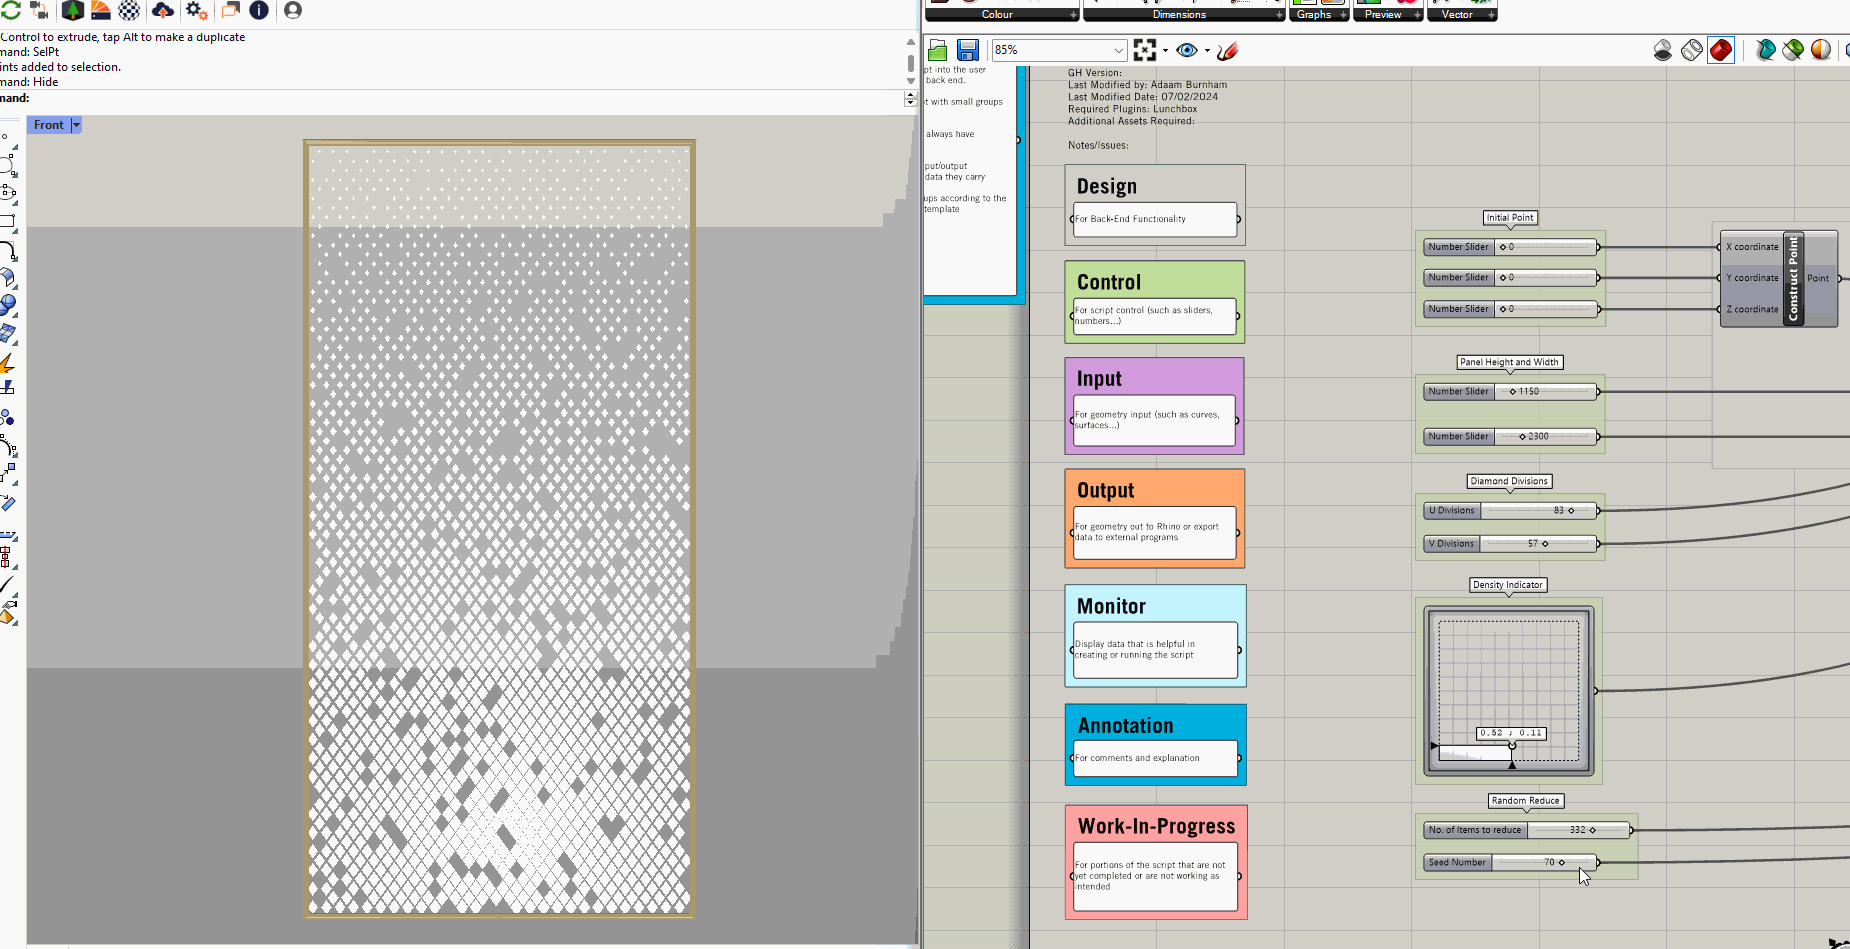 Control to extrude, tap Alt to make a duplicate
mand: SelPt
ints added to selection.
mand: Hide
mand:
Front
Colour
Dimensions
Graphs
Preview
Vector
85%
pt into the user
back end.
t with small groups
always have
put/output
data they carry
ups according to the
template
GH Version:
Last Modified by: Adaam Burnham
Last Modified Date: 07/02/2024
Required Plugins: Lunchbox
Additional Assets Required:
Notes/Issues:
Design
For Back-End Functionality
Control
For script control (such as sliders,
numbers...)
Input
For geometry input (such as curves,
surfaces...)
Output
For geometry out to Rhino or export
data to external programs
Monitor
Display data that is helpful in
creating or running the script
Annotation
For comments and explanation
Work-In-Progress
For portions of the script that are not
yet completed or are not working as
intended
Initial Point
Number Slider 0
Number Slider 0
Number Slider 0
X coordinate
Y coordinate
Z coordinate
Construct Point
Point
Panel Height and Width
Number Slider 1150
Number Slider 2300
Diamond Divisions
U Divisions 83
V Divisions 57
Density Indicator
0.52 ; 0.11
Random Reduce
No. of Items to reduce 332
Seed Number 70